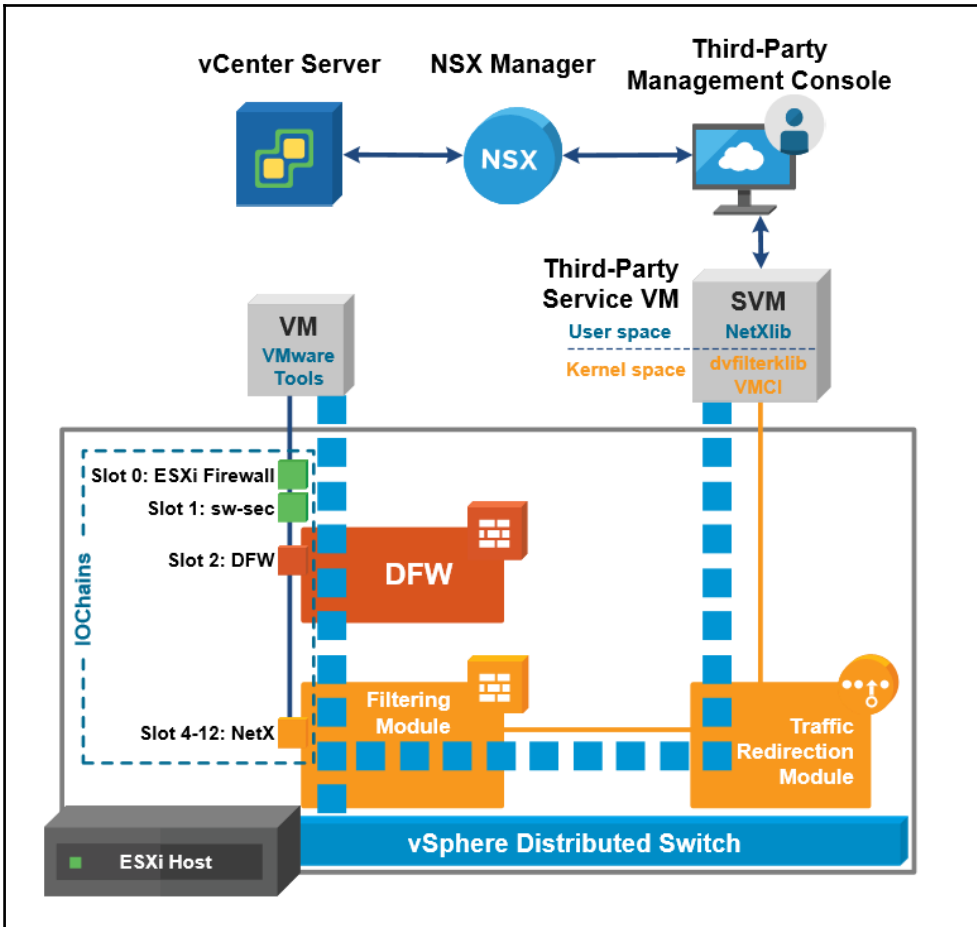 vCenter Server
NSX Manager
Third-Party
Management Console
NSX
Third-Party
Service VM
SVM
User space
NetXlib
Kernel space
dvfilterklib
VMCI
VM
VMware
Tools
IOChains
Slot 0: ESXi Firewall
Slot 1: sw-sec
Slot 2: DFW
DFW
Slot 4-12: NetX
Filtering
Module
Traffic
Redirection
Module
vSphere Distributed Switch
ESXi Host